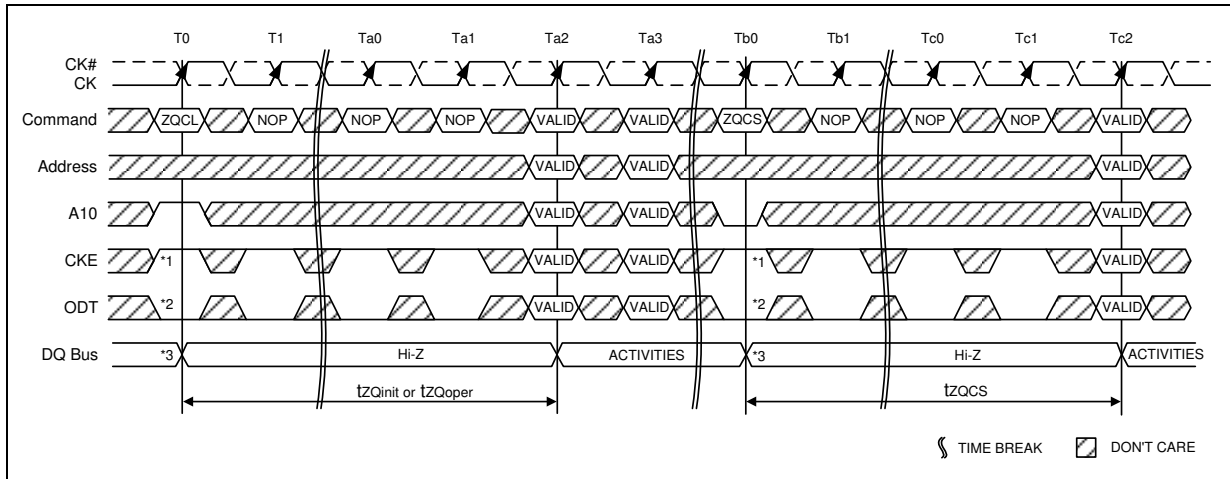 T0 T1 Ta0 Ta1 Ta2 Ta3 Tb0 Tb1 Tc0 Tc1 Tc2
CK#
CK
Command ZQCL NOP NOP NOP VALID VALID ZQCS NOP NOP NOP VALID
Address VALID VALID VALID
A10 VALID VALID VALID
CKE *1 VALID VALID *1 VALID
ODT *2 VALID VALID *2 VALID
DQ Bus *3 Hi-Z ACTIVITIES *3 Hi-Z ACTIVITIES
tZQinit or tZQoper tZQCS
TIME BREAK DON'T CARE